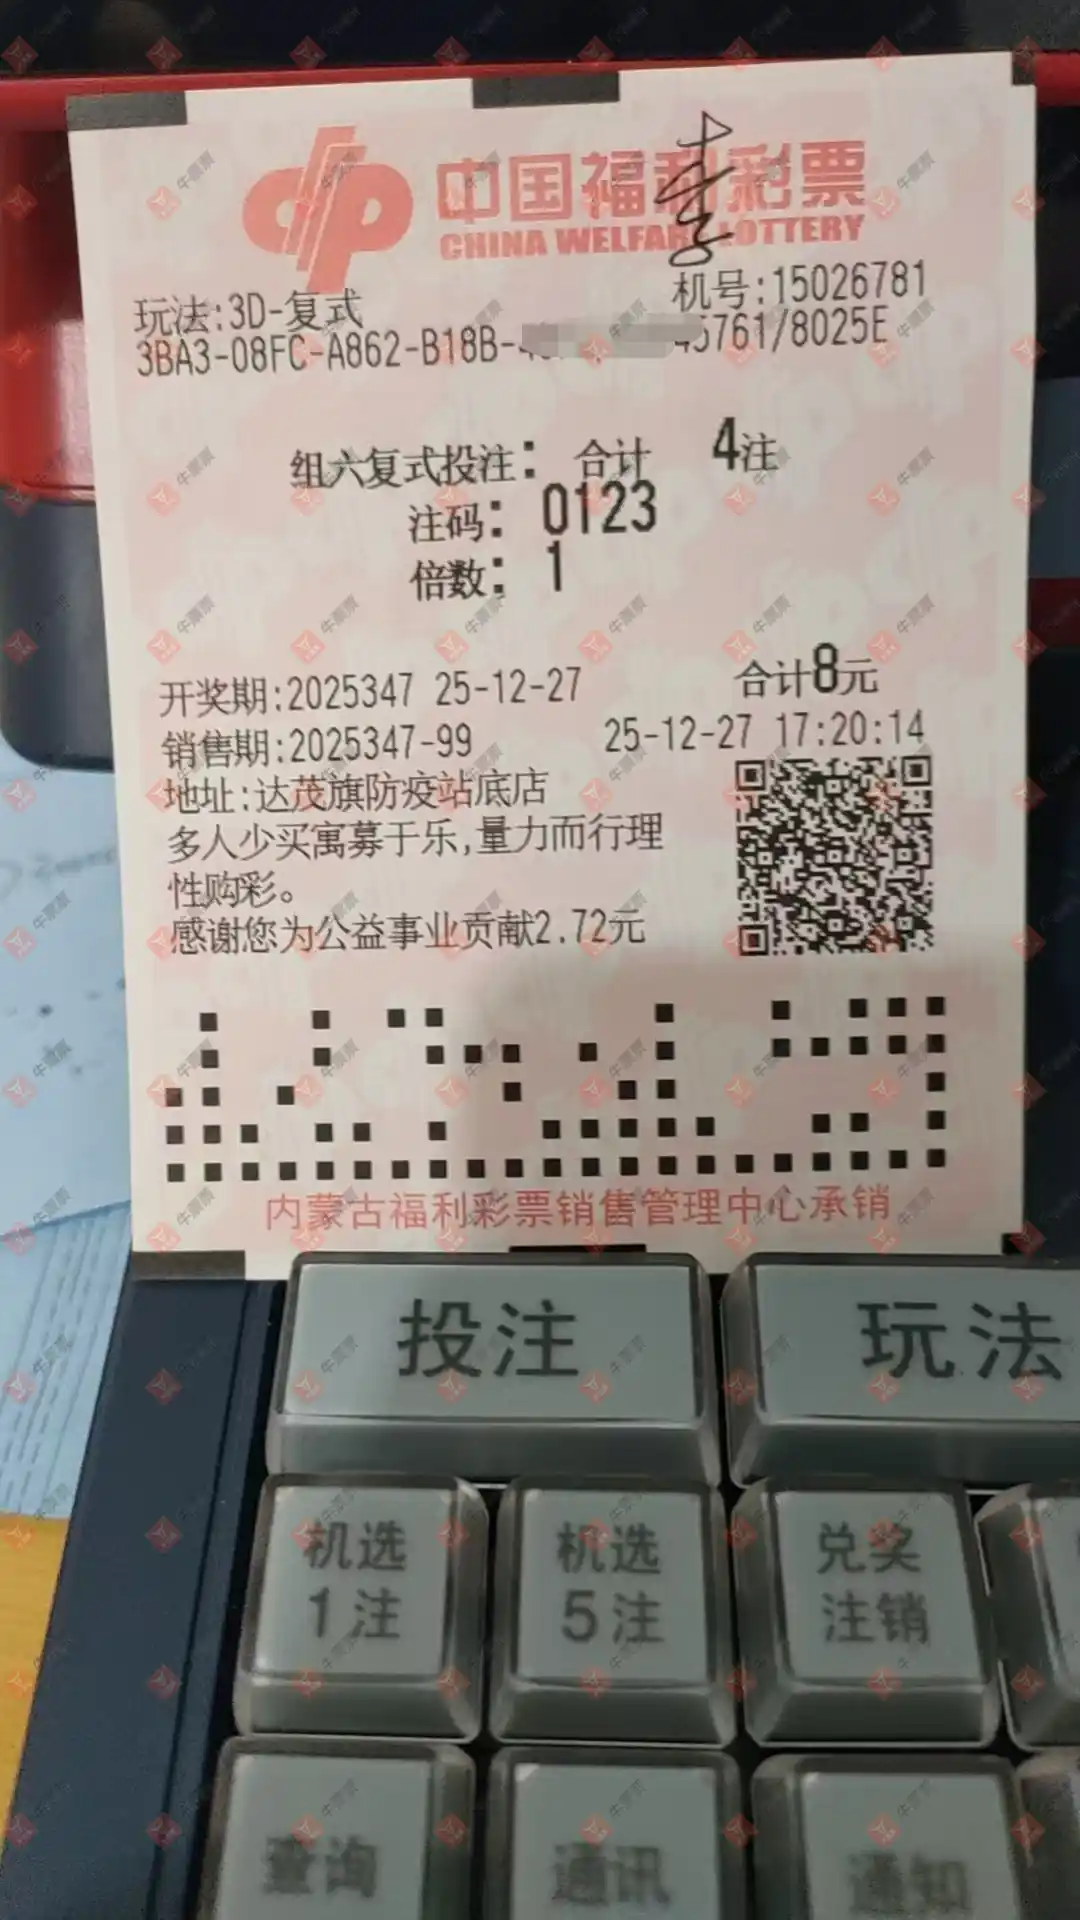 李
中国福利彩票
CHINA WELFARE LOTTERY
玩法:3D-复式
机号:15026781
3BA3-08FC-A862-B18B-
45761/8025E
组六复式投注: 合计 4注
注码: 0123
倍数: 1
开奖期:2025347 25-12-27
合计8元
销售期:2025347-99
25-12-27 17:20:14
地址:达茂旗防疫站底店
多人少买寓募于乐,量力而行理
性购彩。
感谢您为公益事业贡献2.72元
内蒙古福利彩票销售管理中心承销
投注
玩法
机选
1注
机选
5注
兑奖
注销
查询
通讯
通知
牛票票